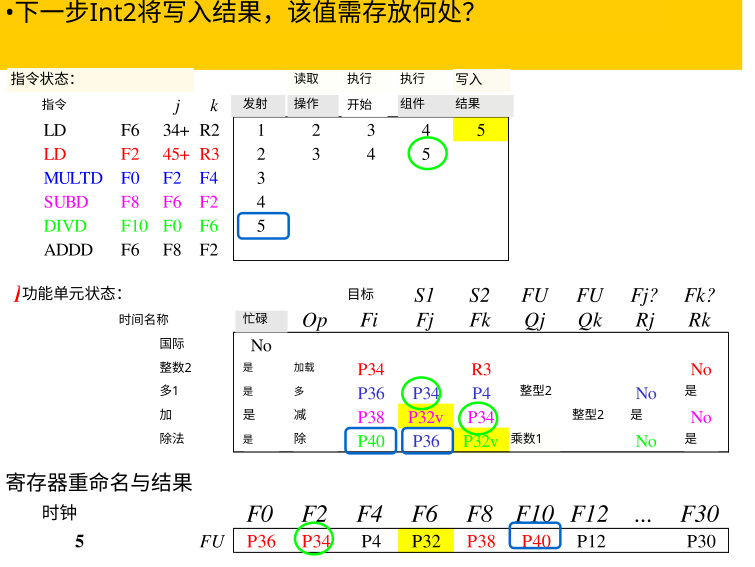 •下一步Int2将写入结果，该值需存放何处？
指令状态： 读取 执行 执行 写入
指令 j k 发射 操作 开始 组件 结果
LD F6 34+ R2 1 2 3 4 5
LD F2 45+ R3 2 3 4 5
MULTD F0 F2 F4 3
SUBD F8 F6 F2 4
DIVD F10 F0 F6 5
ADDD F6 F8 F2
功能单元状态： 目标 S1 S2 FU FU Fj? Fk?
时间名称 忙碌 Op Fi Fj Fk Qj Qk Rj Rk
国际 No
整数2 是 加载 P34 R3 No
多1 是 多 P36 P34 P4 整型2 No 是
加 是 减 P38 P32v P34 整型2 是 No
除法 是 除 P40 P36 P32v 乘数1 No 是
寄存器重命名与结果
时钟 F0 F2 F4 F6 F8 F10 F12 ... F30
5 FU P36 P34 P4 P32 P38 P40 P12 P30